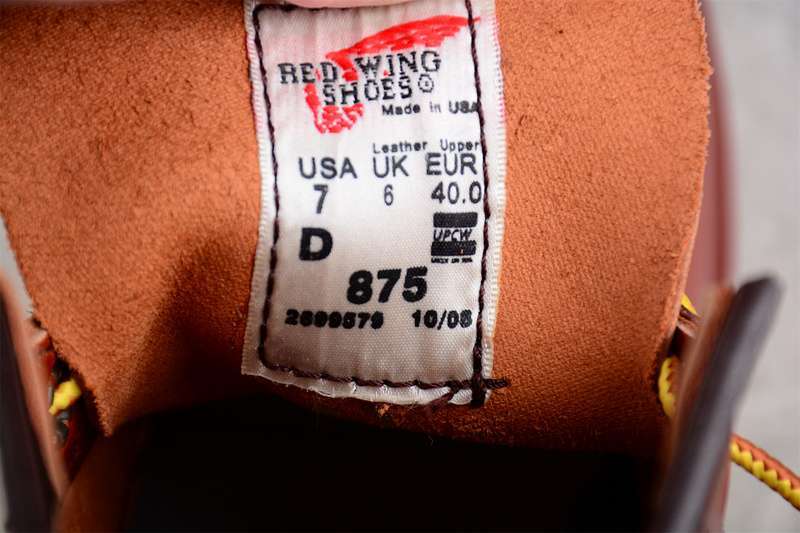 RED WING
SHOES
Made in USA
Leather Upper
USA UK EUR
7 6 40.0
D
UPCW
875
2699579 10/08